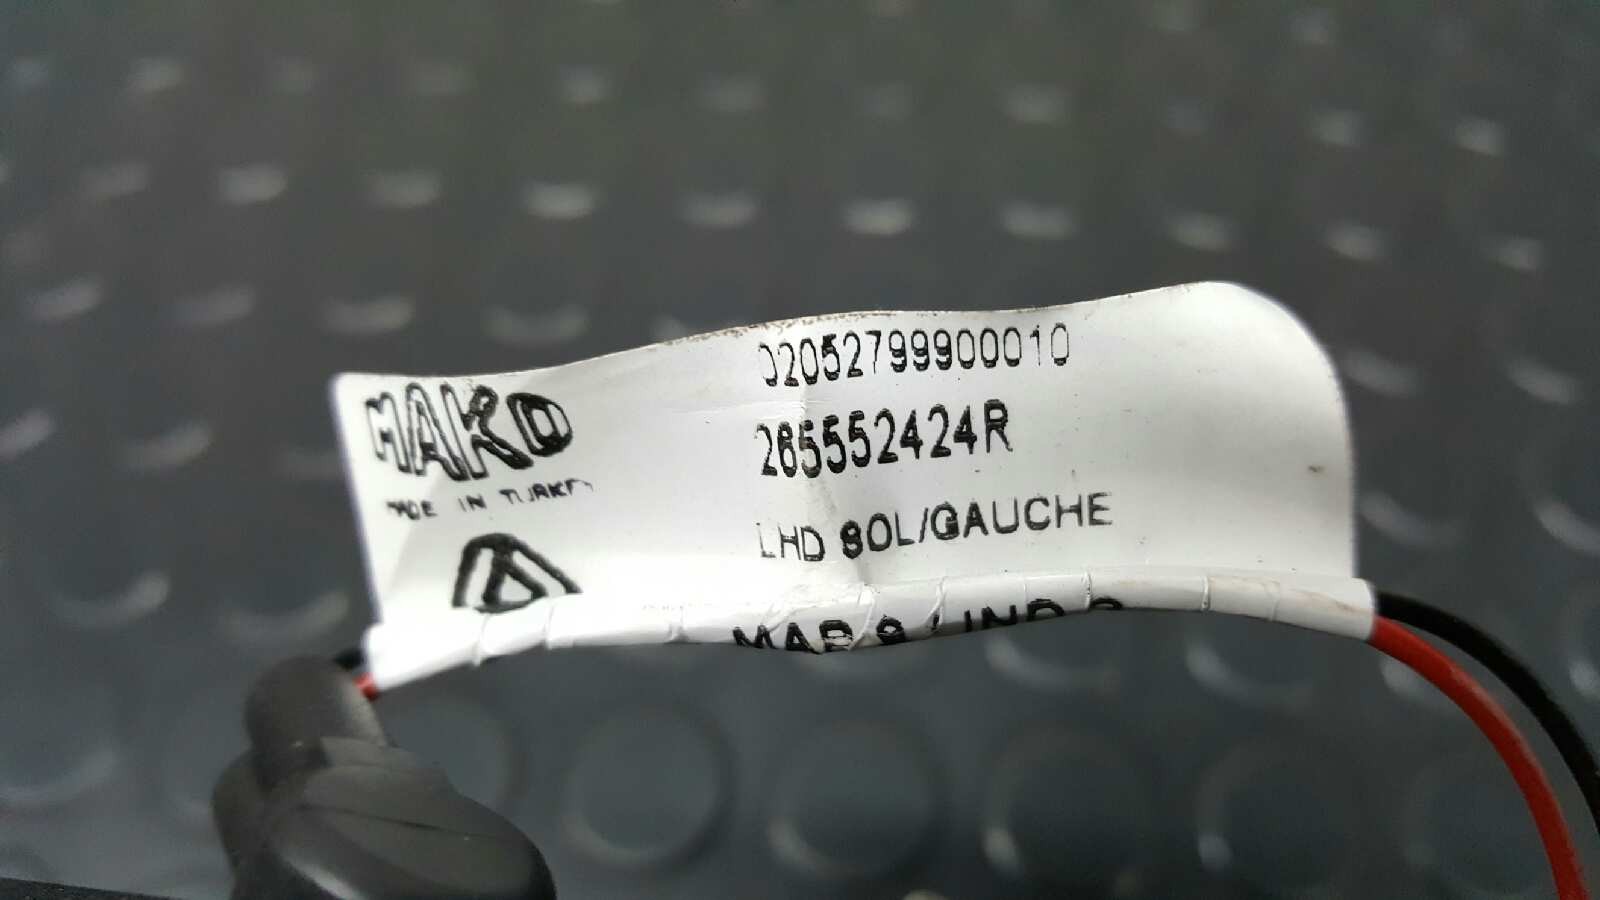 MAKO
MADE IN TURKEY
02052799900010
265552424R
LHD SOL/GAUCHE